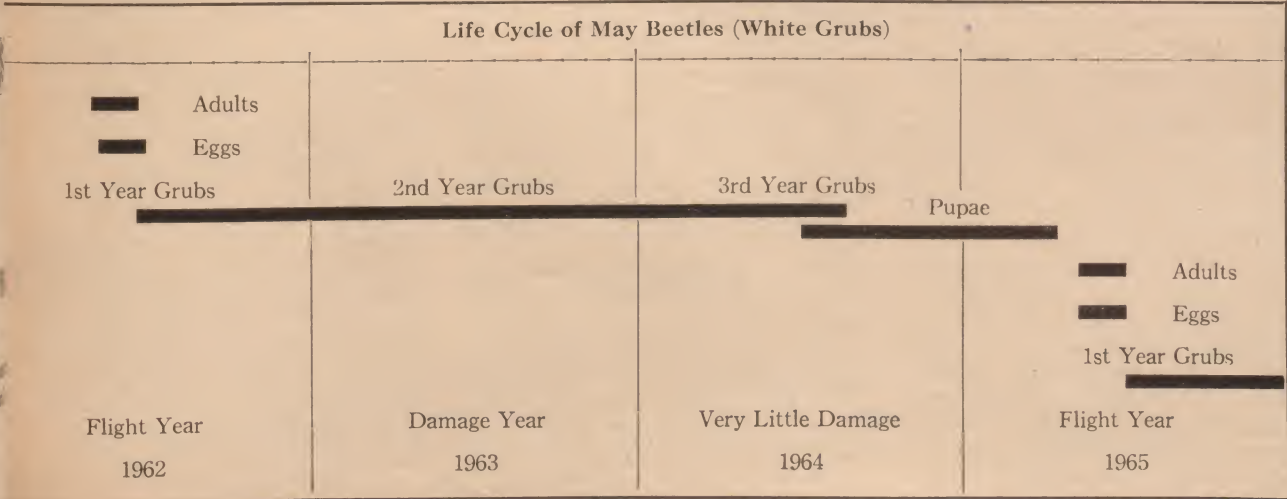 Life Cycle of May Beetles (White Grubs)
Adults
Eggs
1st Year Grubs
2nd Year Grubs
3rd Year Grubs
Pupae
Adults
Eggs
1st Year Grubs
Flight Year
Damage Year
Very Little Damage
Flight Year
1962
1963
1964
1965